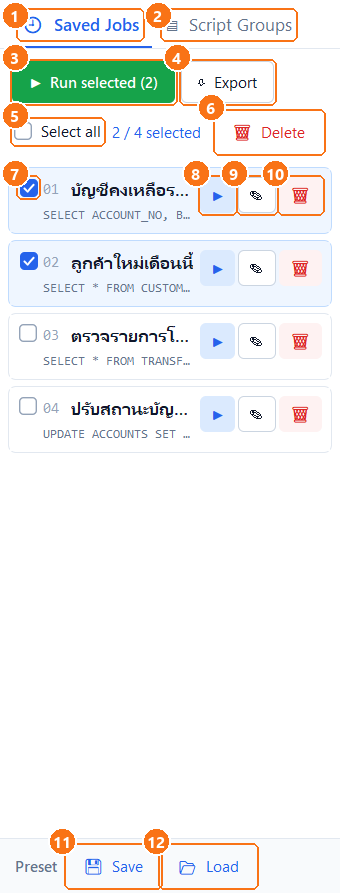 1 Saved Jobs 2 Script Groups
3 Run selected (2) 4 Export
5 Select all 2 / 4 selected 6 Delete
7 01 บัญชีคงเหลือร... 8 9 10
SELECT ACCOUNT_NO, B…
02 ลูกค้าใหม่เดือนนี้
SELECT * FROM CUSTOM…
03 ตรวจรายการโ...
SELECT * FROM TRANSF…
04 ปรับสถานะบัญ...
UPDATE ACCOUNTS SET …
Preset 11 Save 12 Load